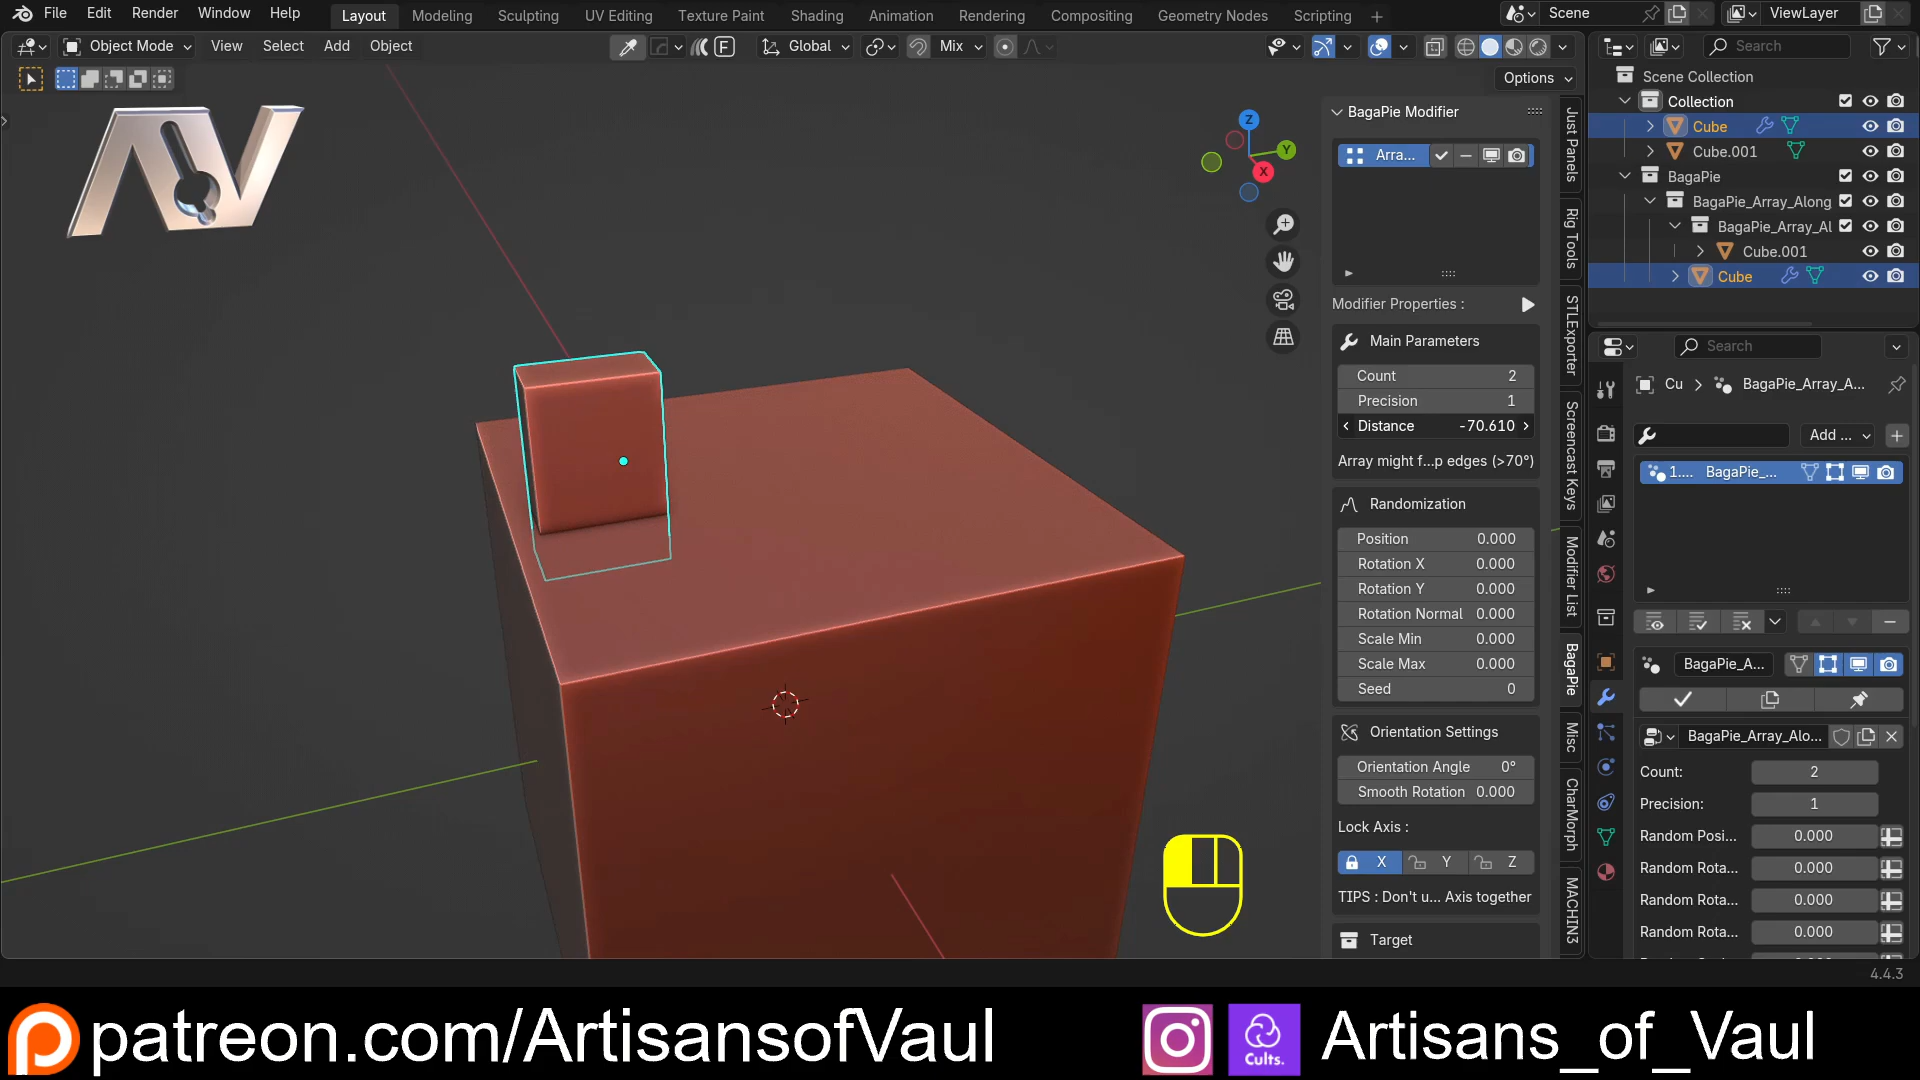 File Edit Render Window Help Layout Modeling Sculpting UV Editing Texture Paint Shading Animation Rendering Compositing Geometry Nodes Scripting + Scene ViewLayer
Object Mode View Select Add Object Global Mix Search
Options
Scene Collection
Collection
Cube
Cube.001
BagaPie
BagaPie_Array_Along
BagaPie_Array_Al
Cube.001
Cube
AV
Z
Y
X
BagaPie Modifier
Arra...
Modifier Properties :
Main Parameters
Count 2
Precision 1
Distance -70.610
Array might f...p edges (>70°)
Randomization
Position 0.000
Rotation X 0.000
Rotation Y 0.000
Rotation Normal 0.000
Scale Min 0.000
Scale Max 0.000
Seed 0
Orientation Settings
Orientation Angle 0°
Smooth Rotation 0.000
Lock Axis :
X Y Z
TIPS : Don't u... Axis together
Target
Just Panels
Rig Tools
STLExporter
Screencast Keys
Modifier List
BagaPie
Misc
CharMorph
MACHIN3
Search
Cu BagaPie_Array_A...
Add ...
1.... BagaPie_...
BagaPie_A...
BagaPie_Array_Alo...
Count: 2
Precision: 1
Random Posi... 0.000
Random Rota... 0.000
Random Rota... 0.000
Random Rota... 0.000
4.4.3
patreon.com/ArtisansofVaul
Cults.
Artisans_of_Vaul